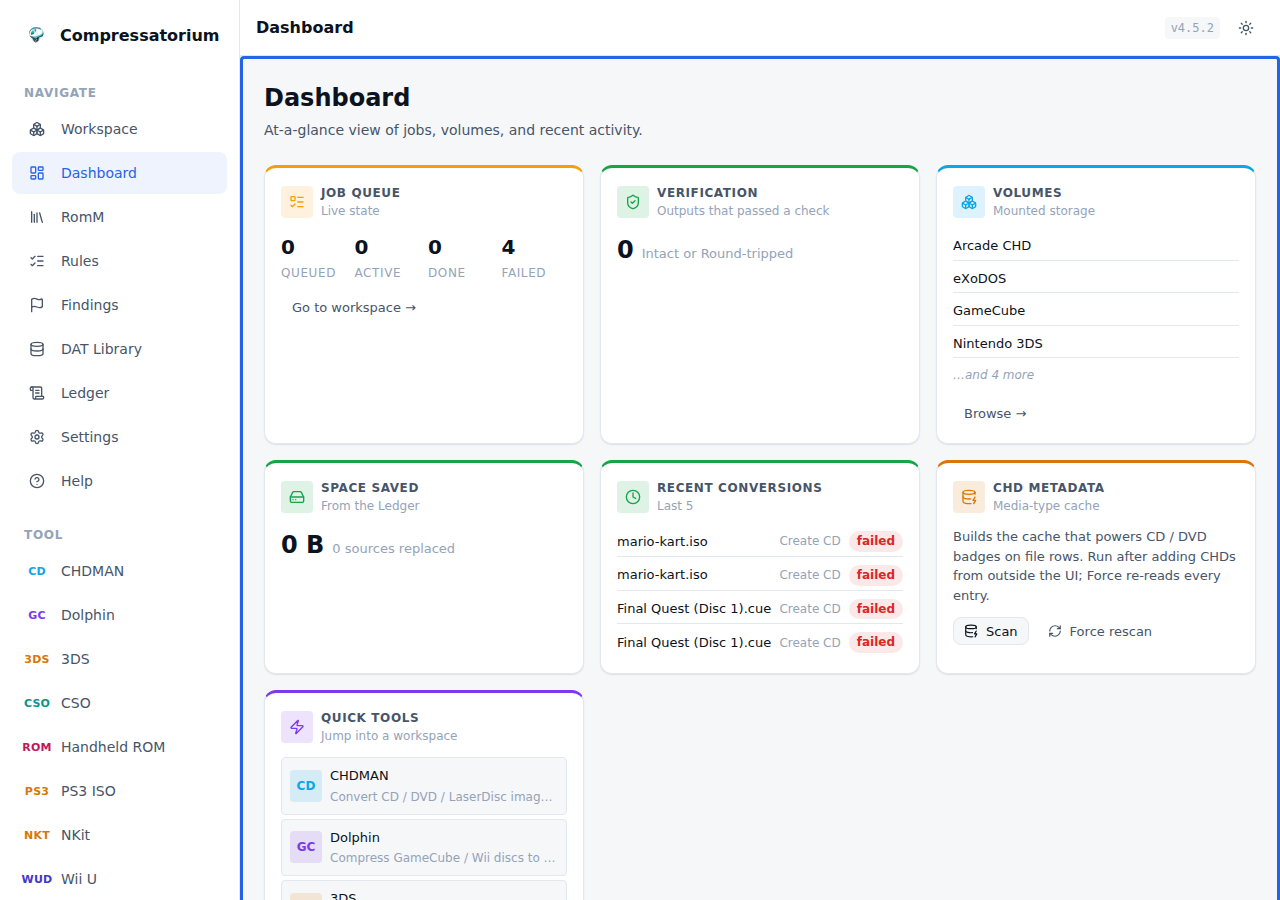 Compressatorium
Dashboard
v4.5.2
NAVIGATE
Workspace
Dashboard
RomM
Rules
Findings
DAT Library
Ledger
Settings
Help
TOOL
CD CHDMAN
GC Dolphin
3DS 3DS
CSO CSO
ROM Handheld ROM
PS3 PS3 ISO
NKT NKit
WUD Wii U
Dashboard
At-a-glance view of jobs, volumes, and recent activity.
JOB QUEUE
Live state
0 0 0 4
QUEUED ACTIVE DONE FAILED
Go to workspace →
VERIFICATION
Outputs that passed a check
0 Intact or Round-tripped
VOLUMES
Mounted storage
Arcade CHD
eXoDOS
GameCube
Nintendo 3DS
…and 4 more
Browse →
SPACE SAVED
From the Ledger
0 B 0 sources replaced
RECENT CONVERSIONS
Last 5
mario-kart.iso Create CD failed
mario-kart.iso Create CD failed
Final Quest (Disc 1).cue Create CD failed
Final Quest (Disc 1).cue Create CD failed
CHD METADATA
Media-type cache
Builds the cache that powers CD / DVD
badges on file rows. Run after adding CHDs
from outside the UI; Force re-reads every
entry.
Scan Force rescan
QUICK TOOLS
Jump into a workspace
CD CHDMAN
Convert CD / DVD / LaserDisc imag…
GC Dolphin
Compress GameCube / Wii discs to …
3DS